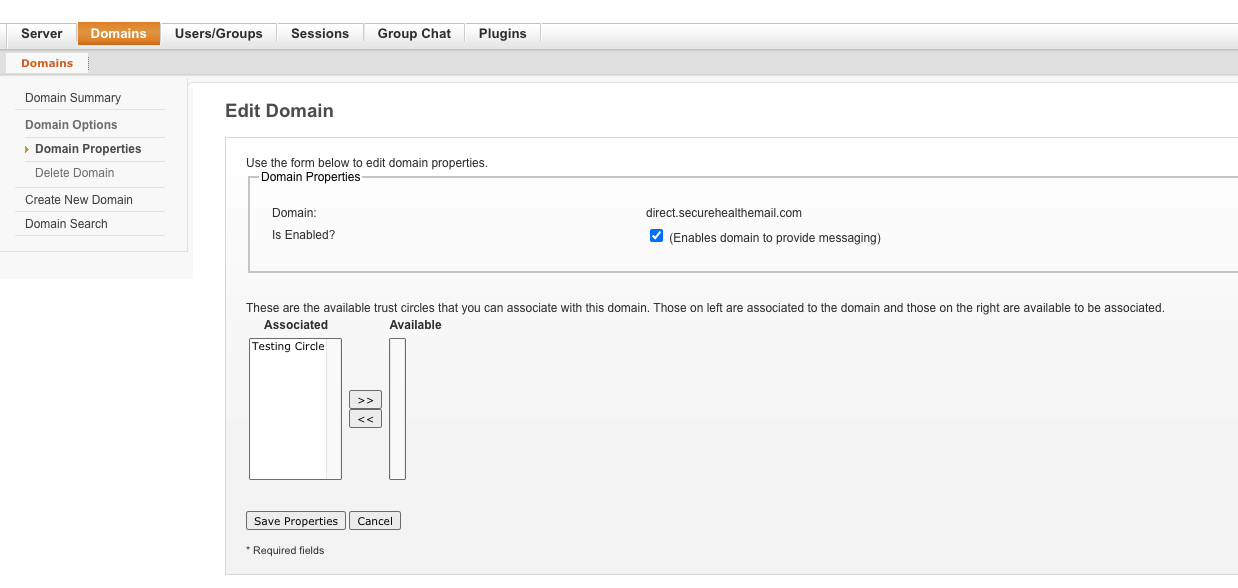 Server Domains Users/Groups Sessions Group Chat Plugins
Domains
Domain Summary
Domain Options
Domain Properties
Delete Domain
Create New Domain
Domain Search
Edit Domain
Use the form below to edit domain properties.
Domain Properties
Domain: direct.securehealthemail.com
Is Enabled? (Enables domain to provide messaging)
These are the available trust circles that you can associate with this domain. Those on left are associated to the domain and those on the right are available to be associated.
Associated Available
Testing Circle
>>
<<
Save Properties Cancel
* Required fields